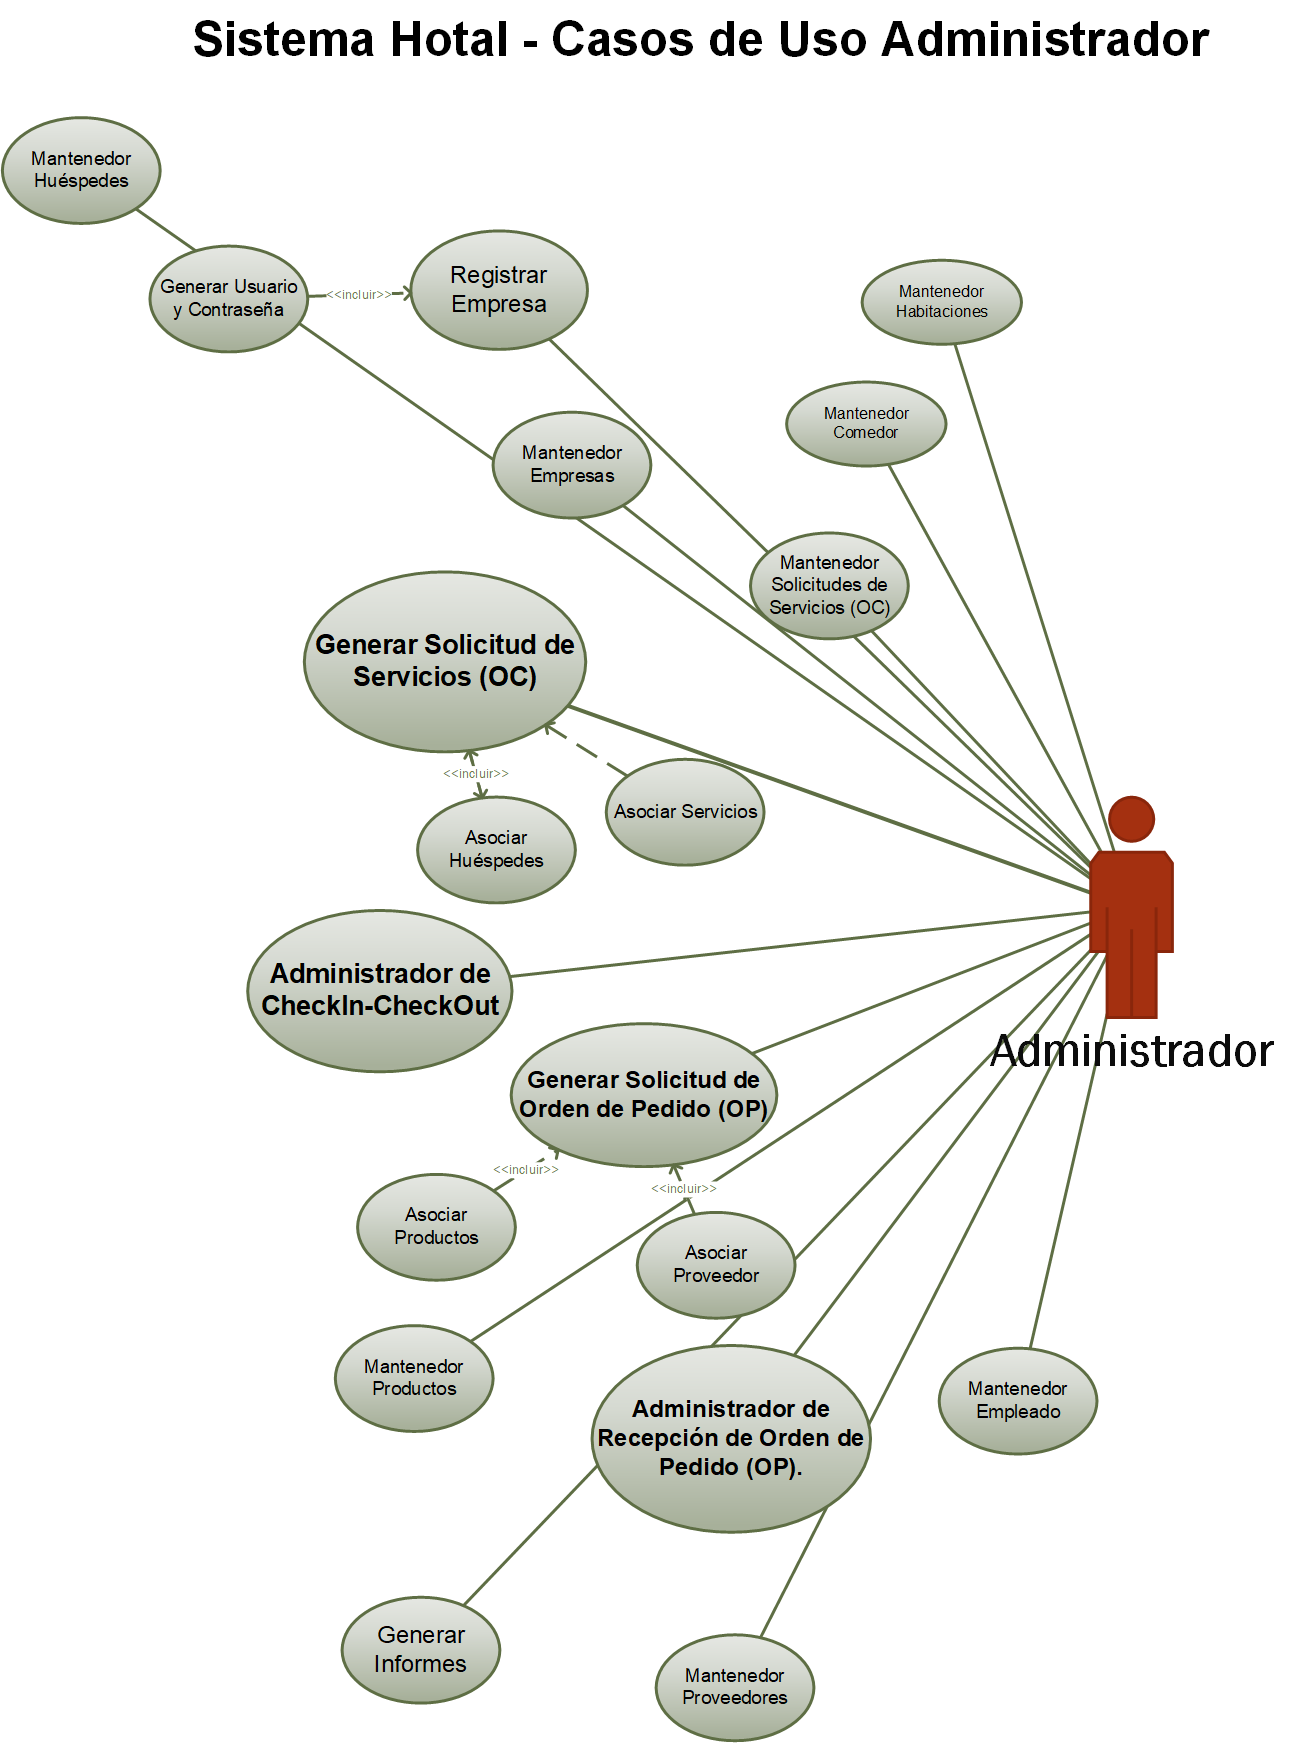 Sistema Hotal - Casos de Uso Administrador
Mantenedor
Huéspedes
Generar Usuario
y Contraseña
<<incluir>>
Registrar
Empresa
Mantenedor
Habitaciones
Mantenedor
Comedor
Mantenedor
Empresas
Mantenedor
Solicitudes de
Servicios (OC)
Generar Solicitud de
Servicios (OC)
<<incluir>>
Asociar Servicios
Asociar
Huéspedes
Administrador de
CheckIn-CheckOut
Administrador
Generar Solicitud de
Orden de Pedido (OP)
<<incluir>>
<<incluir>>
Asociar
Productos
Asociar
Proveedor
Mantenedor
Productos
Mantenedor
Empleado
Administrador de
Recepción de Orden de
Pedido (OP).
Generar
Informes
Mantenedor
Proveedores